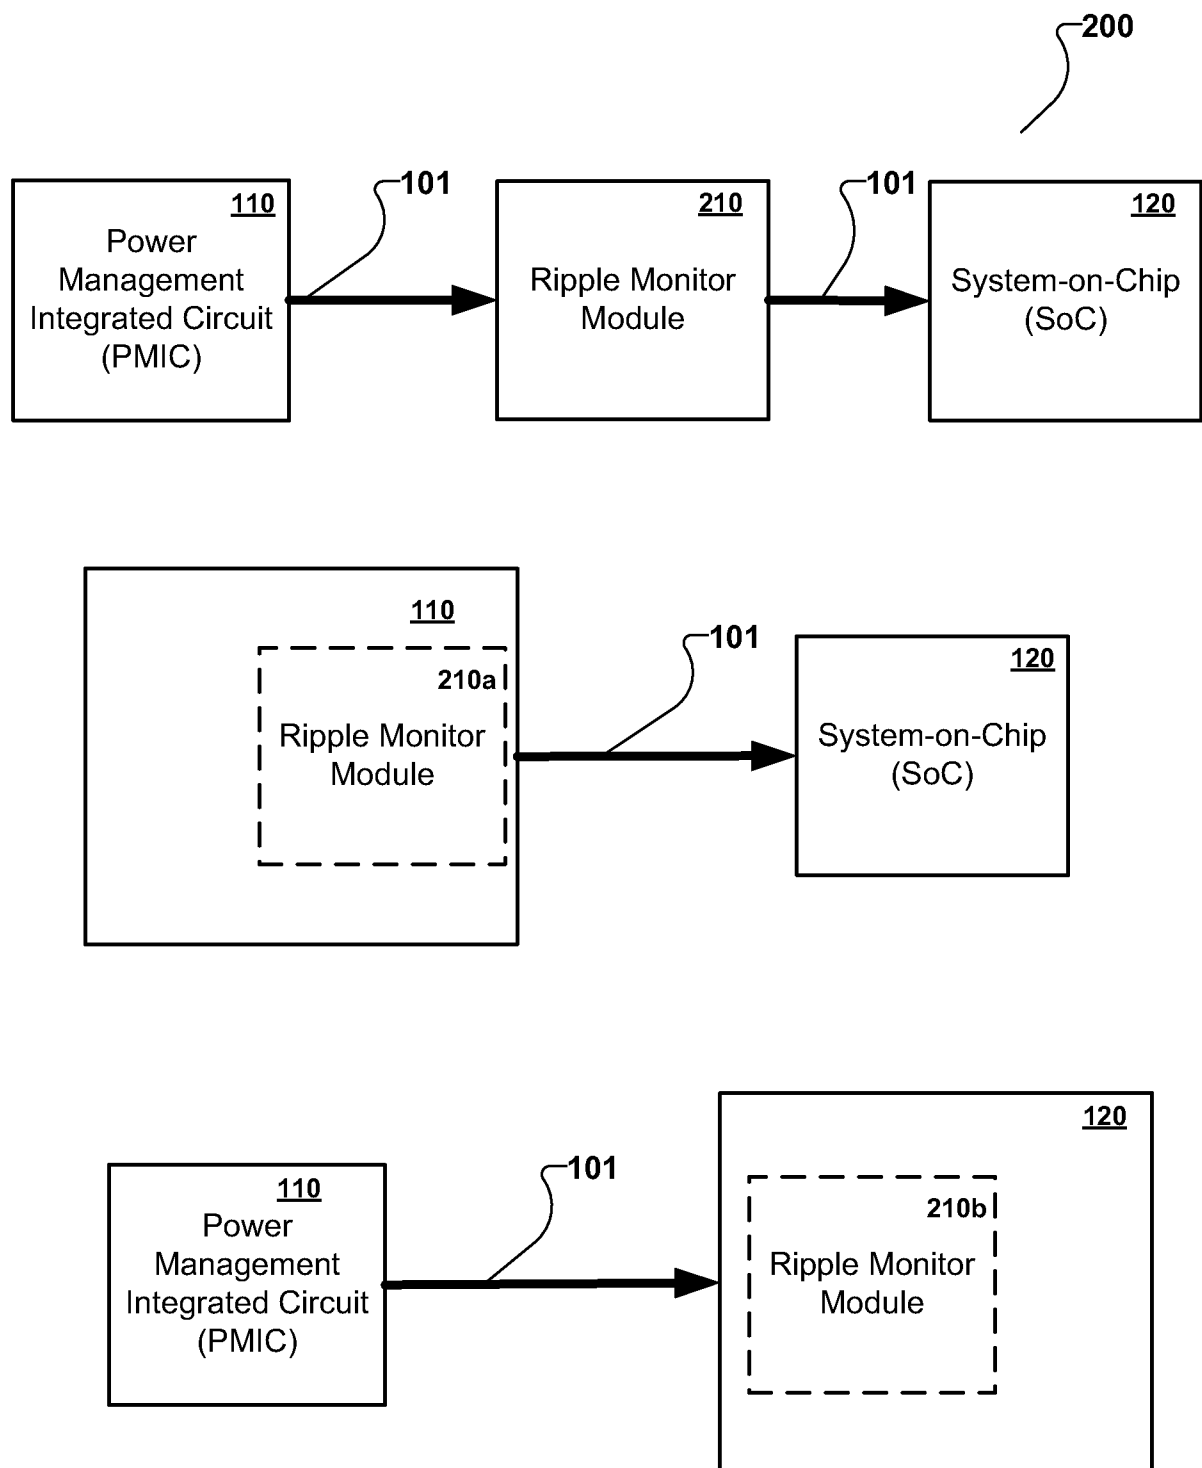 200
101
101
110
Power
Management
Integrated Circuit
(PMIC)
210
Ripple Monitor
Module
120
System-on-Chip
(SoC)
110
210a
Ripple Monitor
Module
101
120
System-on-Chip
(SoC)
110
Power
Management
Integrated Circuit
(PMIC)
101
120
210b
Ripple Monitor
Module